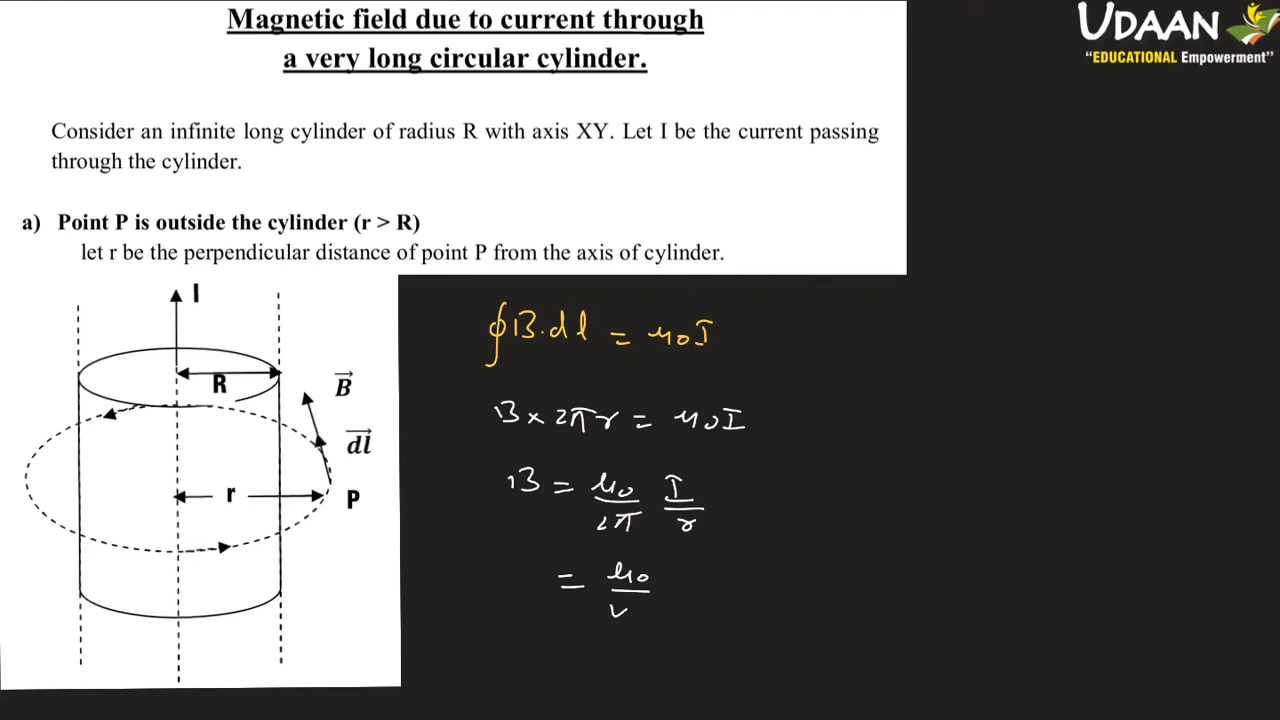 Magnetic field due to current through
a very long circular cylinder.
UDAAN
“EDUCATIONAL Empowerment”
Consider an infinite long cylinder of radius R with axis XY. Let I be the current passing
through the cylinder.
a) Point P is outside the cylinder (r > R)
let r be the perpendicular distance of point P from the axis of cylinder.
I
R
B⃗
dl⃗
r
P
∮B.dl = μ₀I
B × 2πr = μ₀I
B = μ₀/2π I/r
= μ₀/